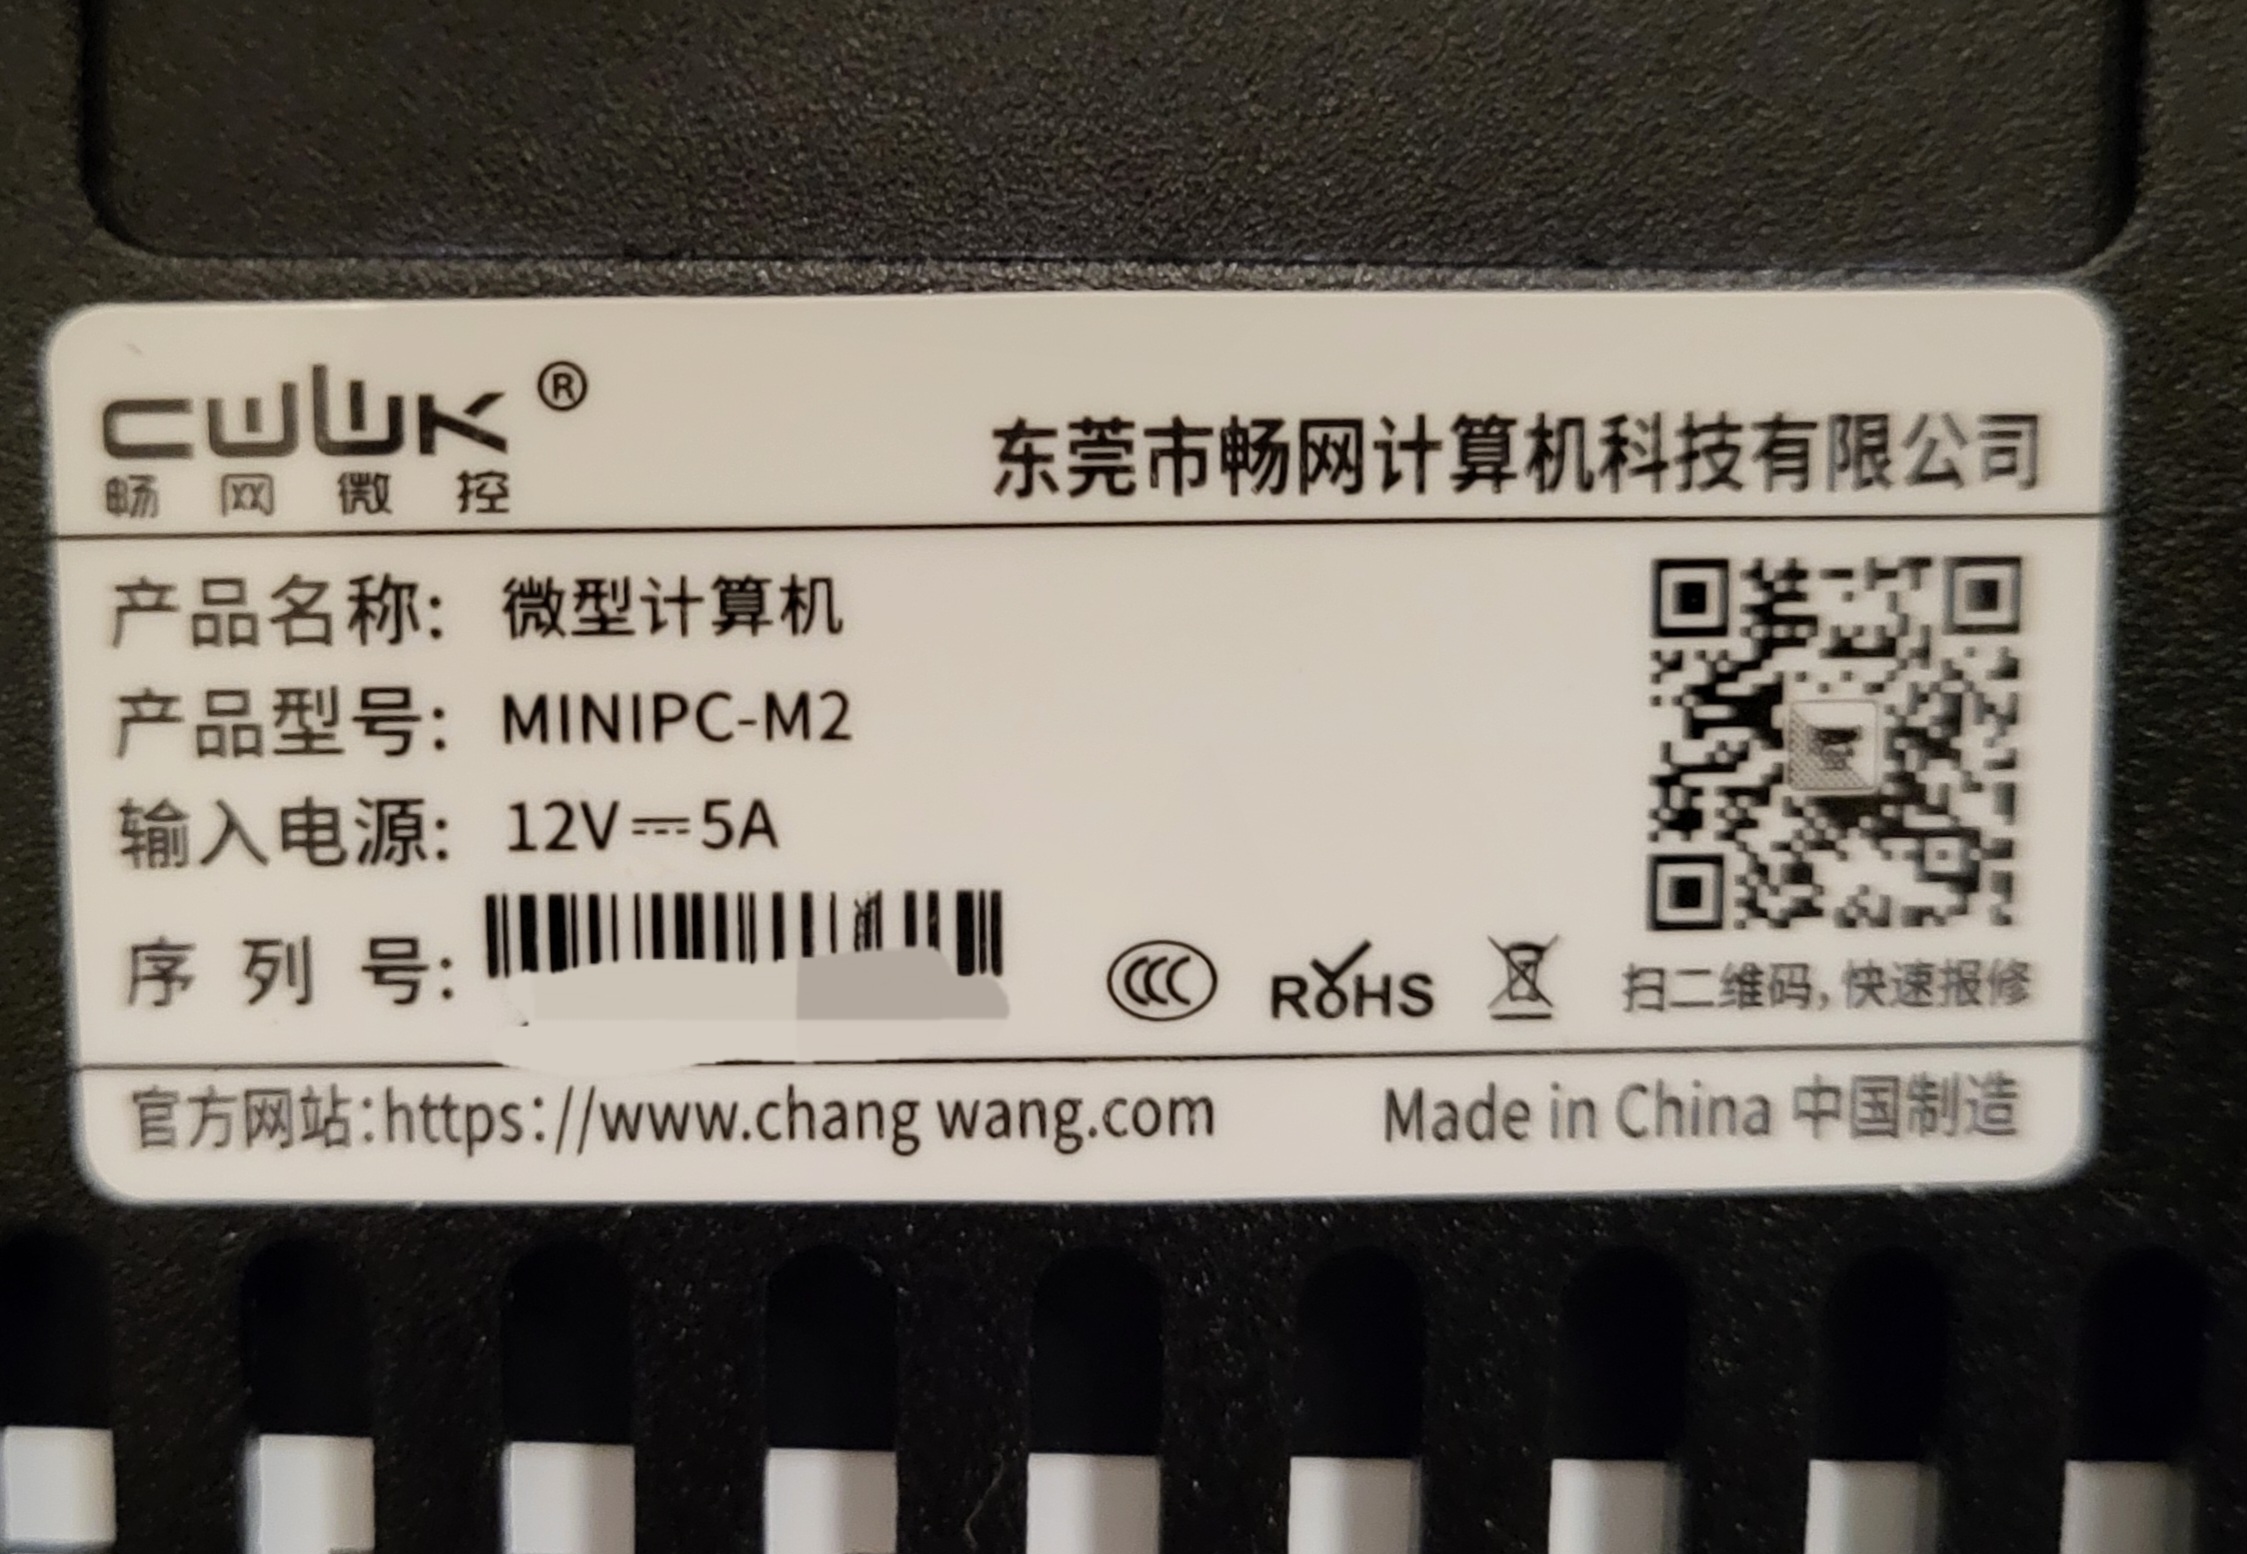 CWWK®
畅网微控
东莞市畅网计算机科技有限公司
产品名称: 微型计算机
产品型号: MINIPC-M2
输入电源: 12V⎓5A
序列号:
CCC
RoHS
扫二维码,快速报修
官方网站:https://www.changwang.com
Made in China 中国制造